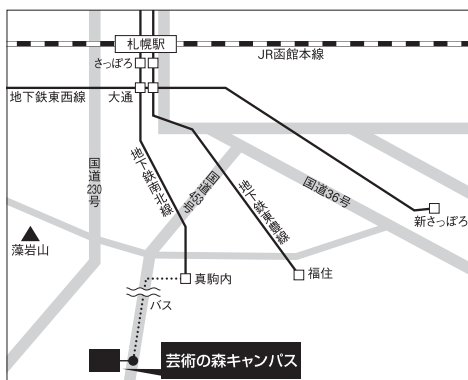 札幌駅
JR函館本線
さっぽろ
地下鉄東西線
大通
国道230号
地下鉄南北線
国道453号
地下鉄東豊線
国道36号
新さっぽろ
藻岩山
真駒内
福住
バス
芸術の森キャンパス